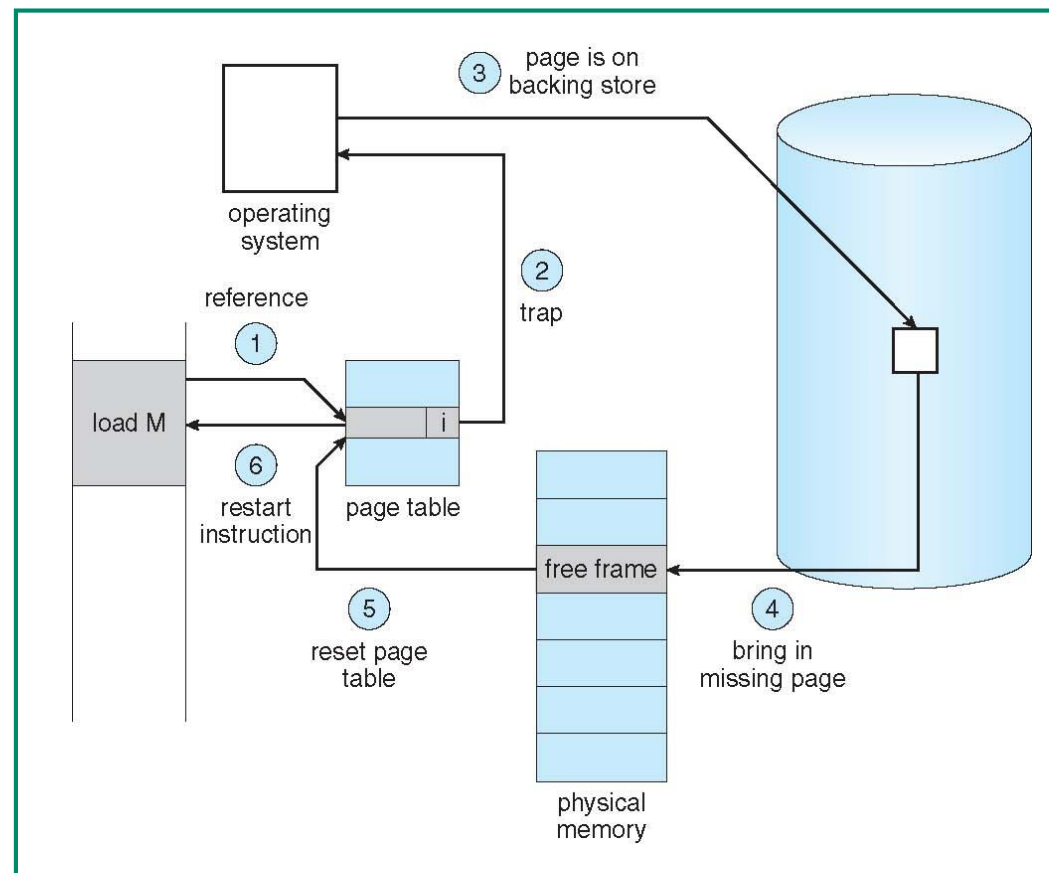 3
page is on
backing store
operating
system
2
trap
reference
1
load M
i
6
restart
instruction
page table
free frame
5
reset page
table
4
bring in
missing page
physical
memory